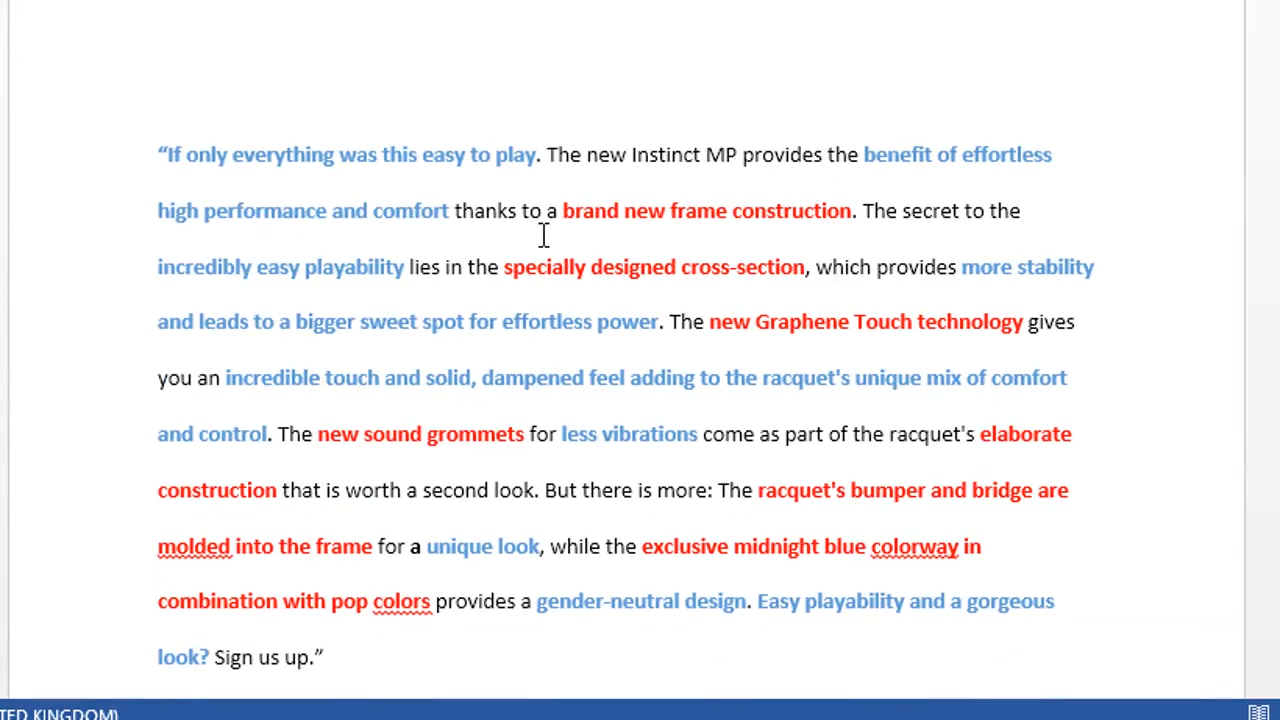 “If only everything was this easy to play. The new Instinct MP provides the benefit of effortless
high performance and comfort thanks to a brand new frame construction. The secret to the
incredibly easy playability lies in the specially designed cross-section, which provides more stability
and leads to a bigger sweet spot for effortless power. The new Graphene Touch technology gives
you an incredible touch and solid, dampened feel adding to the racquet's unique mix of comfort
and control. The new sound grommets for less vibrations come as part of the racquet's elaborate
construction that is worth a second look. But there is more: The racquet's bumper and bridge are
molded into the frame for a unique look, while the exclusive midnight blue colorway in
combination with pop colors provides a gender-neutral design. Easy playability and a gorgeous
look? Sign us up.”
KINGDOM)